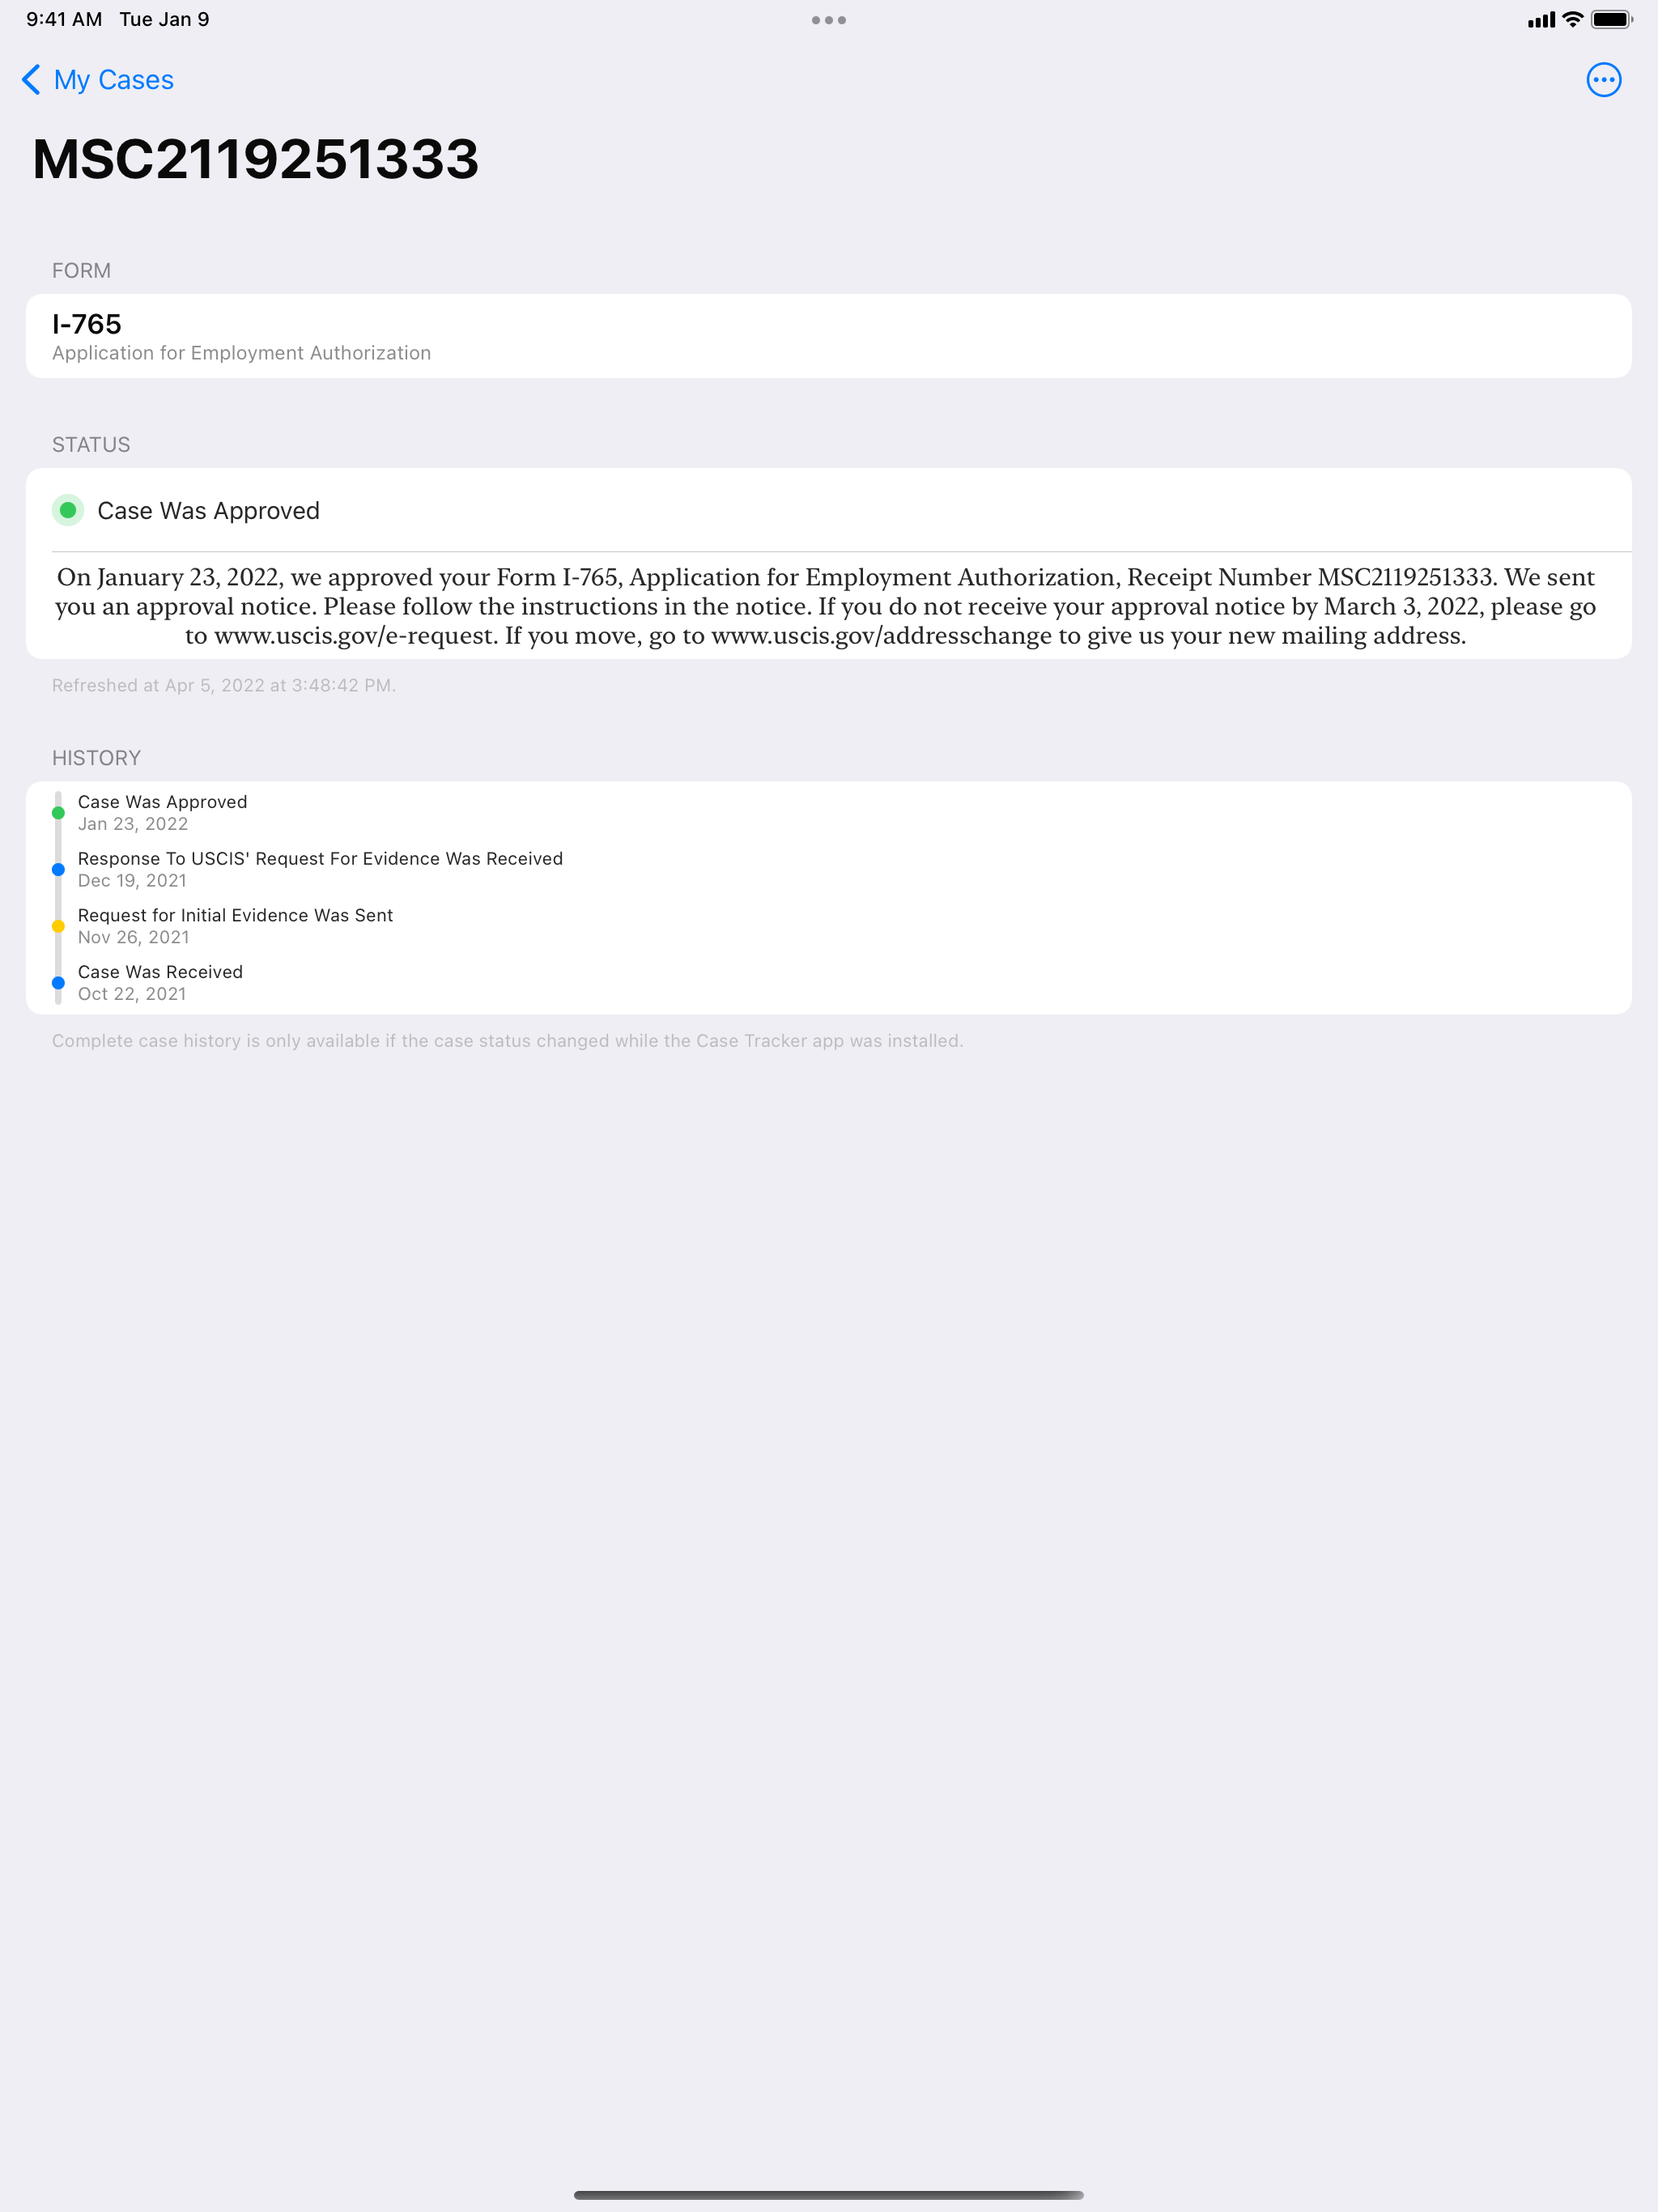 9:41 AM Tue Jan 9
My Cases
MSC2119251333
FORM
I-765
Application for Employment Authorization
STATUS
Case Was Approved
On January 23, 2022, we approved your Form I-765, Application for Employment Authorization, Receipt Number MSC2119251333. We sent
you an approval notice. Please follow the instructions in the notice. If you do not receive your approval notice by March 3, 2022, please go
to www.uscis.gov/e-request. If you move, go to www.uscis.gov/addresschange to give us your new mailing address.
Refreshed at Apr 5, 2022 at 3:48:42 PM.
HISTORY
Case Was Approved
Jan 23, 2022
Response To USCIS' Request For Evidence Was Received
Dec 19, 2021
Request for Initial Evidence Was Sent
Nov 26, 2021
Case Was Received
Oct 22, 2021
Complete case history is only available if the case status changed while the Case Tracker app was installed.